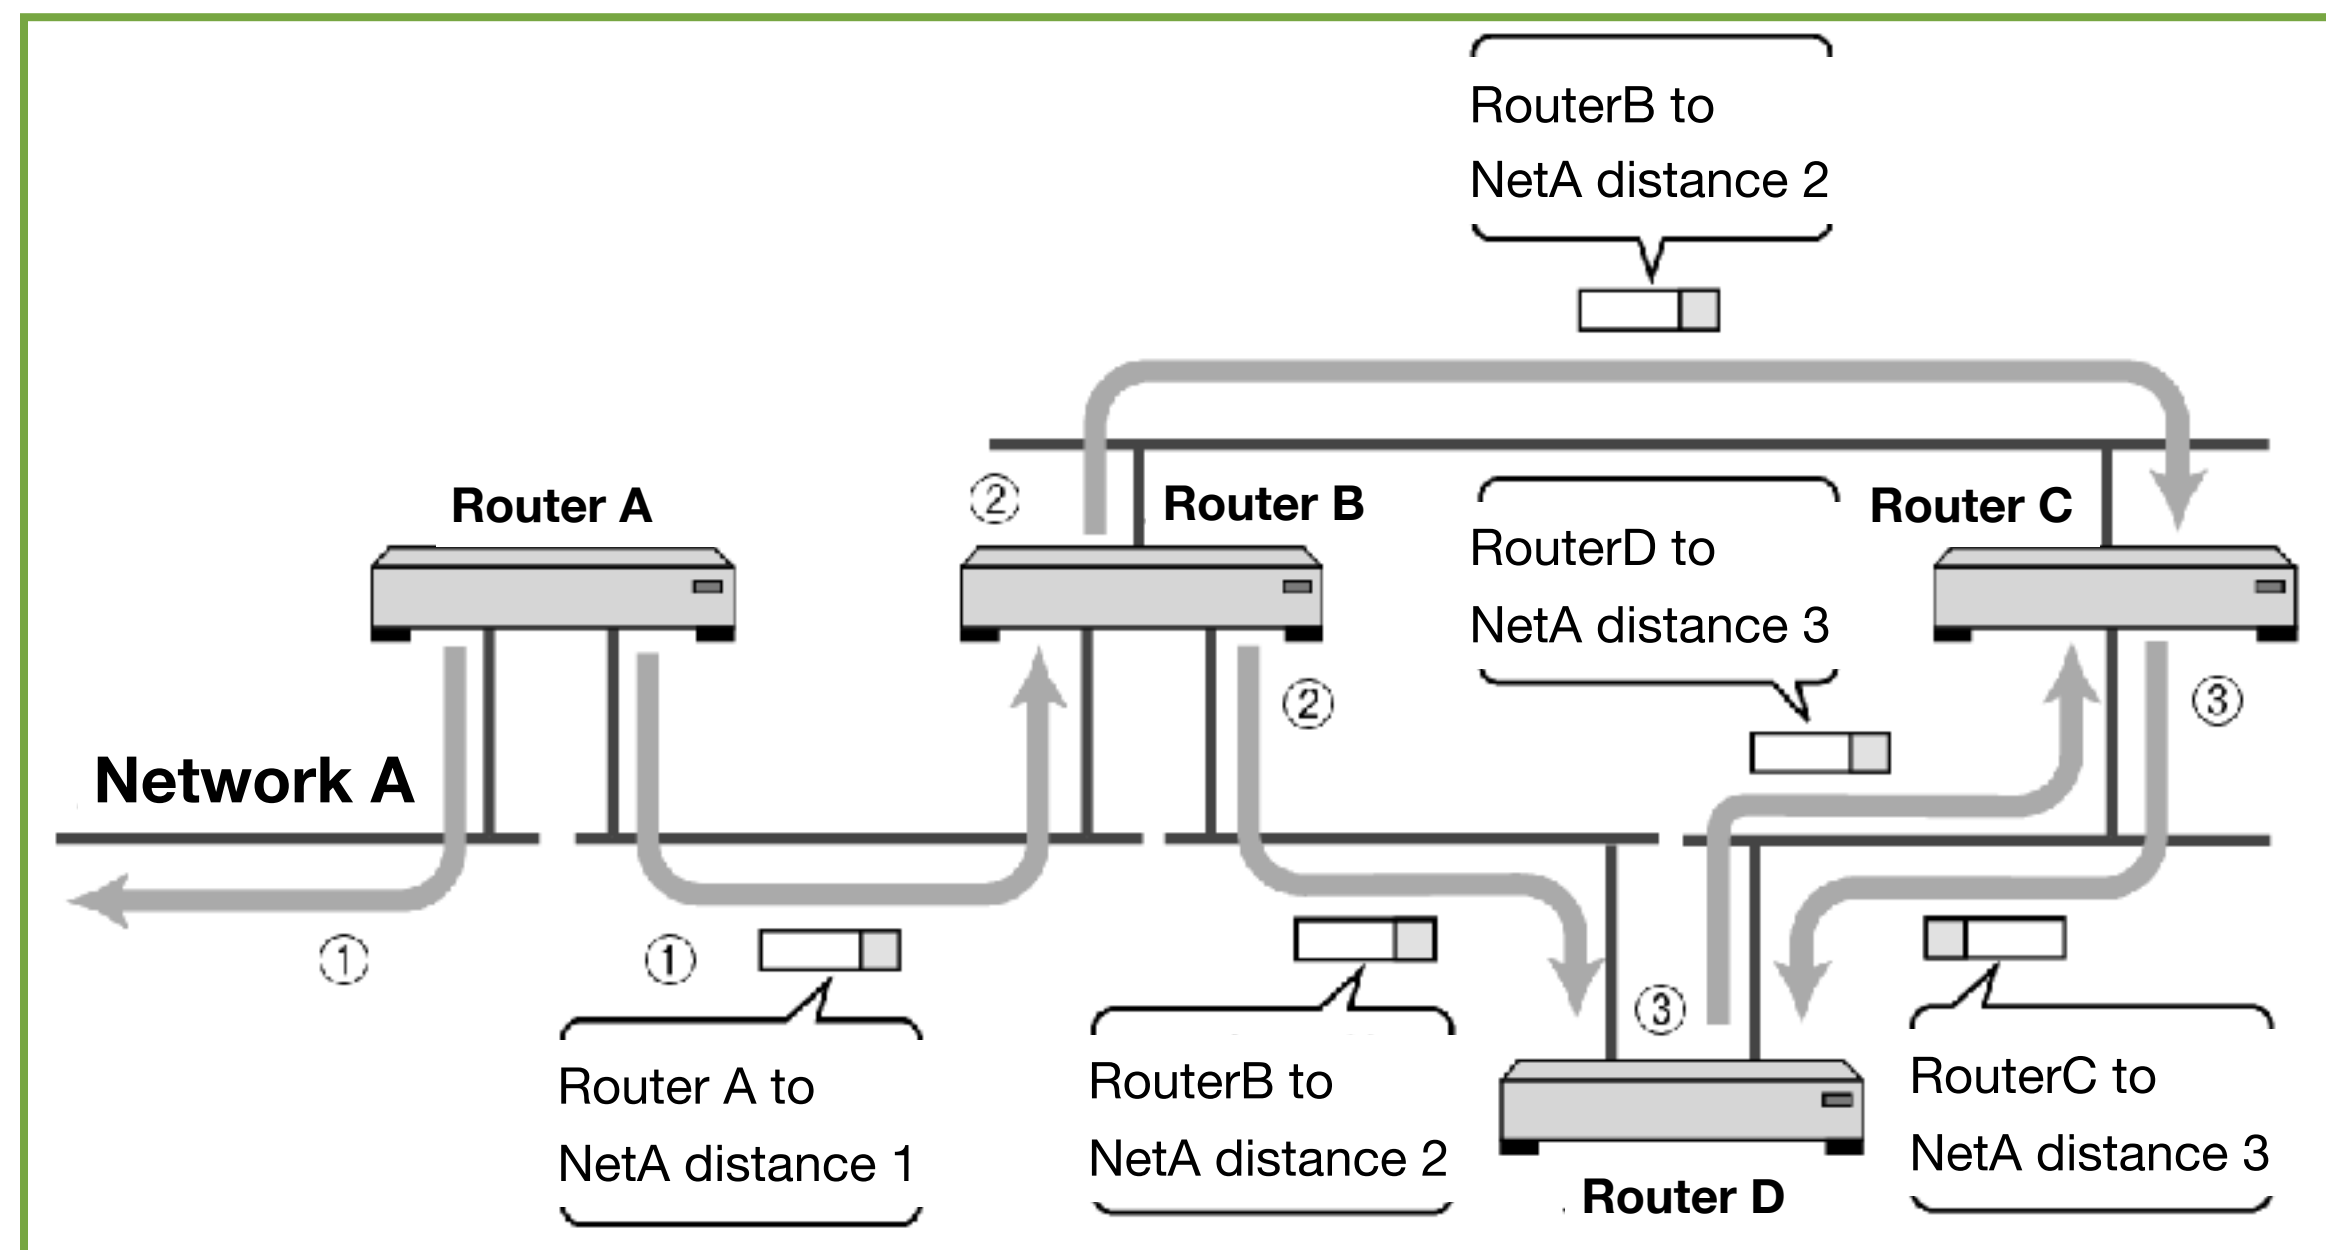 RouterB to
NetA distance 2
Router A
②
Router B
RouterD to
NetA distance 3
Router C
②
③
Network A
①
①
③
Router A to
NetA distance 1
RouterB to
NetA distance 2
RouterC to
NetA distance 3
Router D